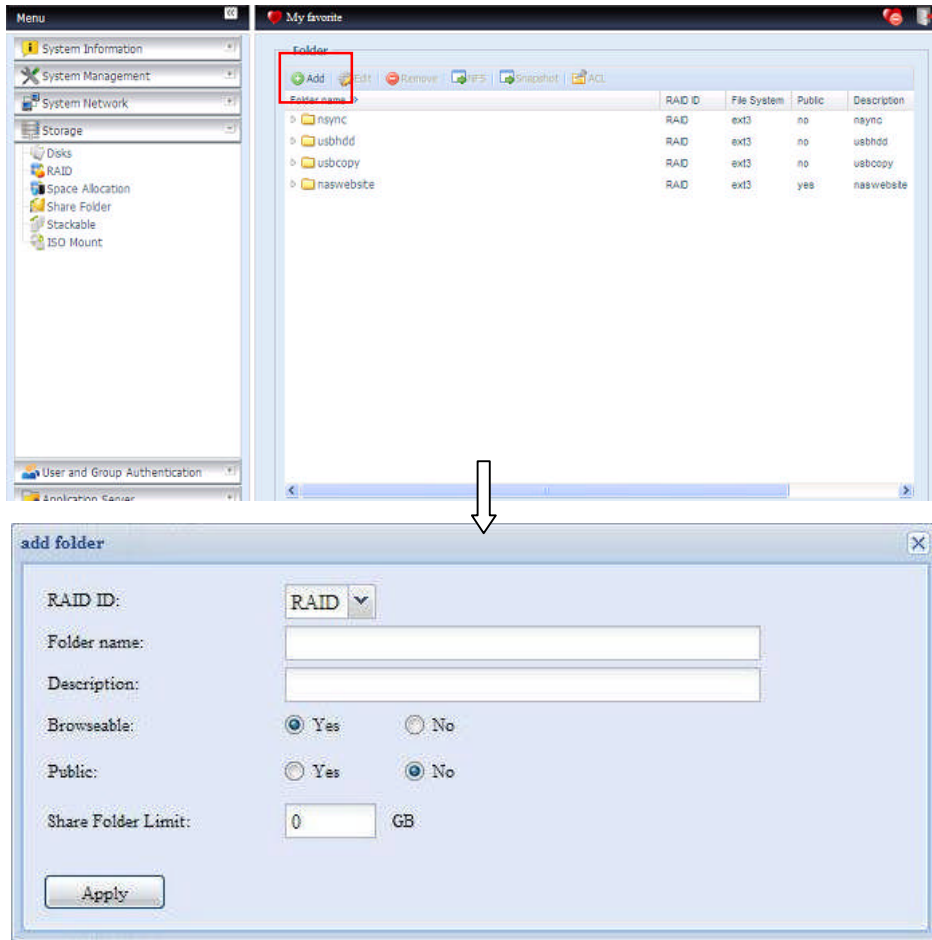 Menu
My favorite
System Information
System Management
System Network
Storage
Disks
RAID
Space Allocation
Share Folder
Stackable
ISO Mount
User and Group Authentication
Application Server
Folder
Add Edit Remove NFS Snapshot ACL
Folder name RAID ID File System Public Description
nsync RAID ext3 no nsync
usbhdd RAID ext3 no usbhdd
usbcopy RAID ext3 no usbcopy
naswebsite RAID ext3 yes naswebsite
add folder
RAID ID: RAID
Folder name:
Description:
Browseable: Yes No
Public: Yes No
Share Folder Limit: 0 GB
Apply